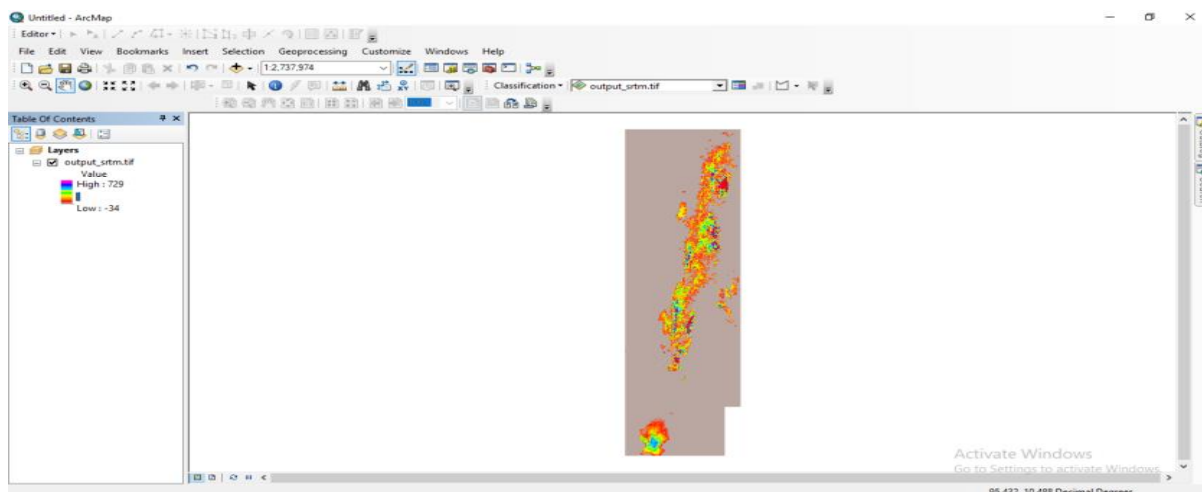 Untitled - ArcMap
Editor
File Edit View Bookmarks Insert Selection Geoprocessing Customize Windows Help
1:2,737,974
Classification output_srtm.tif
Table Of Contents
Layers
output_srtm.tif
Value
High : 729
Low : -34
Activate Windows
Go to Settings to activate Windows.